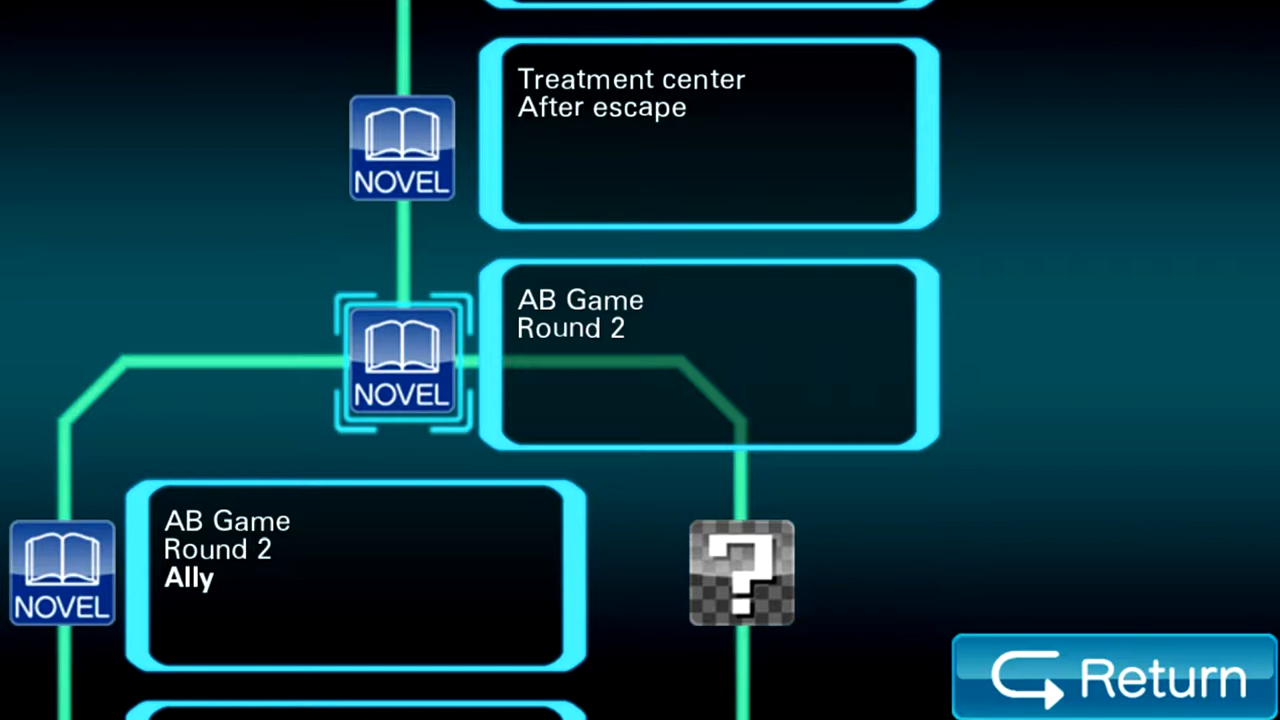 Treatment center
After escape
NOVEL
AB Game
Round 2
NOVEL
AB Game
Round 2
Ally
NOVEL
?
Return